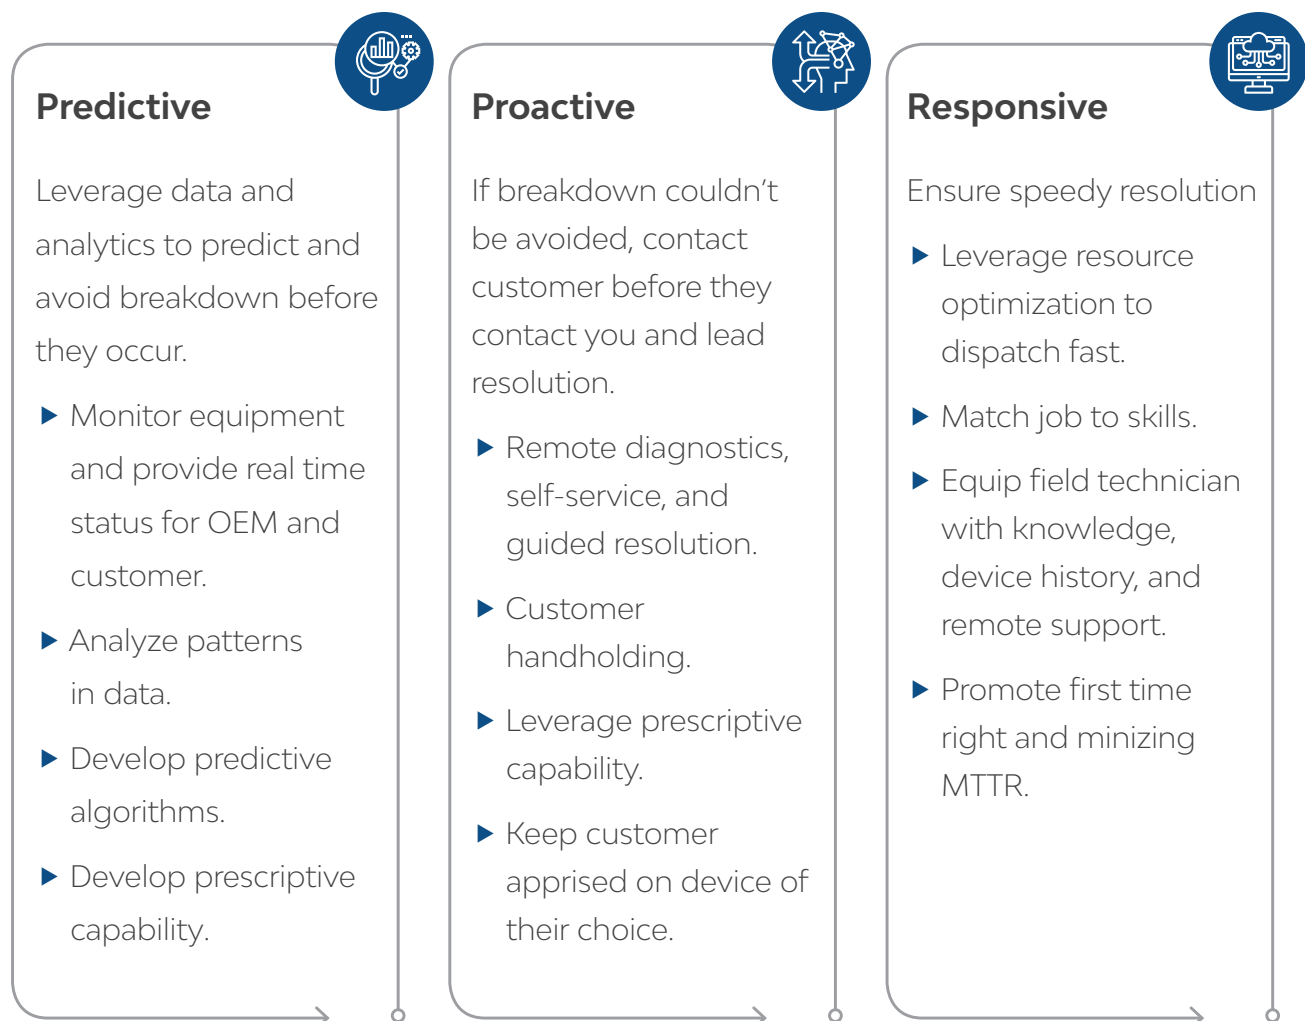 Predictive
Leverage data and
analytics to predict and
avoid breakdown before
they occur.
Monitor equipment
and provide real time
status for OEM and
customer.
Analyze patterns
in data.
Develop predictive
algorithms.
Develop prescriptive
capability.
Proactive
If breakdown couldn’t
be avoided, contact
customer before they
contact you and lead
resolution.
Remote diagnostics,
self-service, and
guided resolution.
Customer
handholding.
Leverage prescriptive
capability.
Keep customer
apprised on device of
their choice.
Responsive
Ensure speedy resolution
Leverage resource
optimization to
dispatch fast.
Match job to skills.
Equip field technician
with knowledge,
device history, and
remote support.
Promote first time
right and minizing
MTTR.